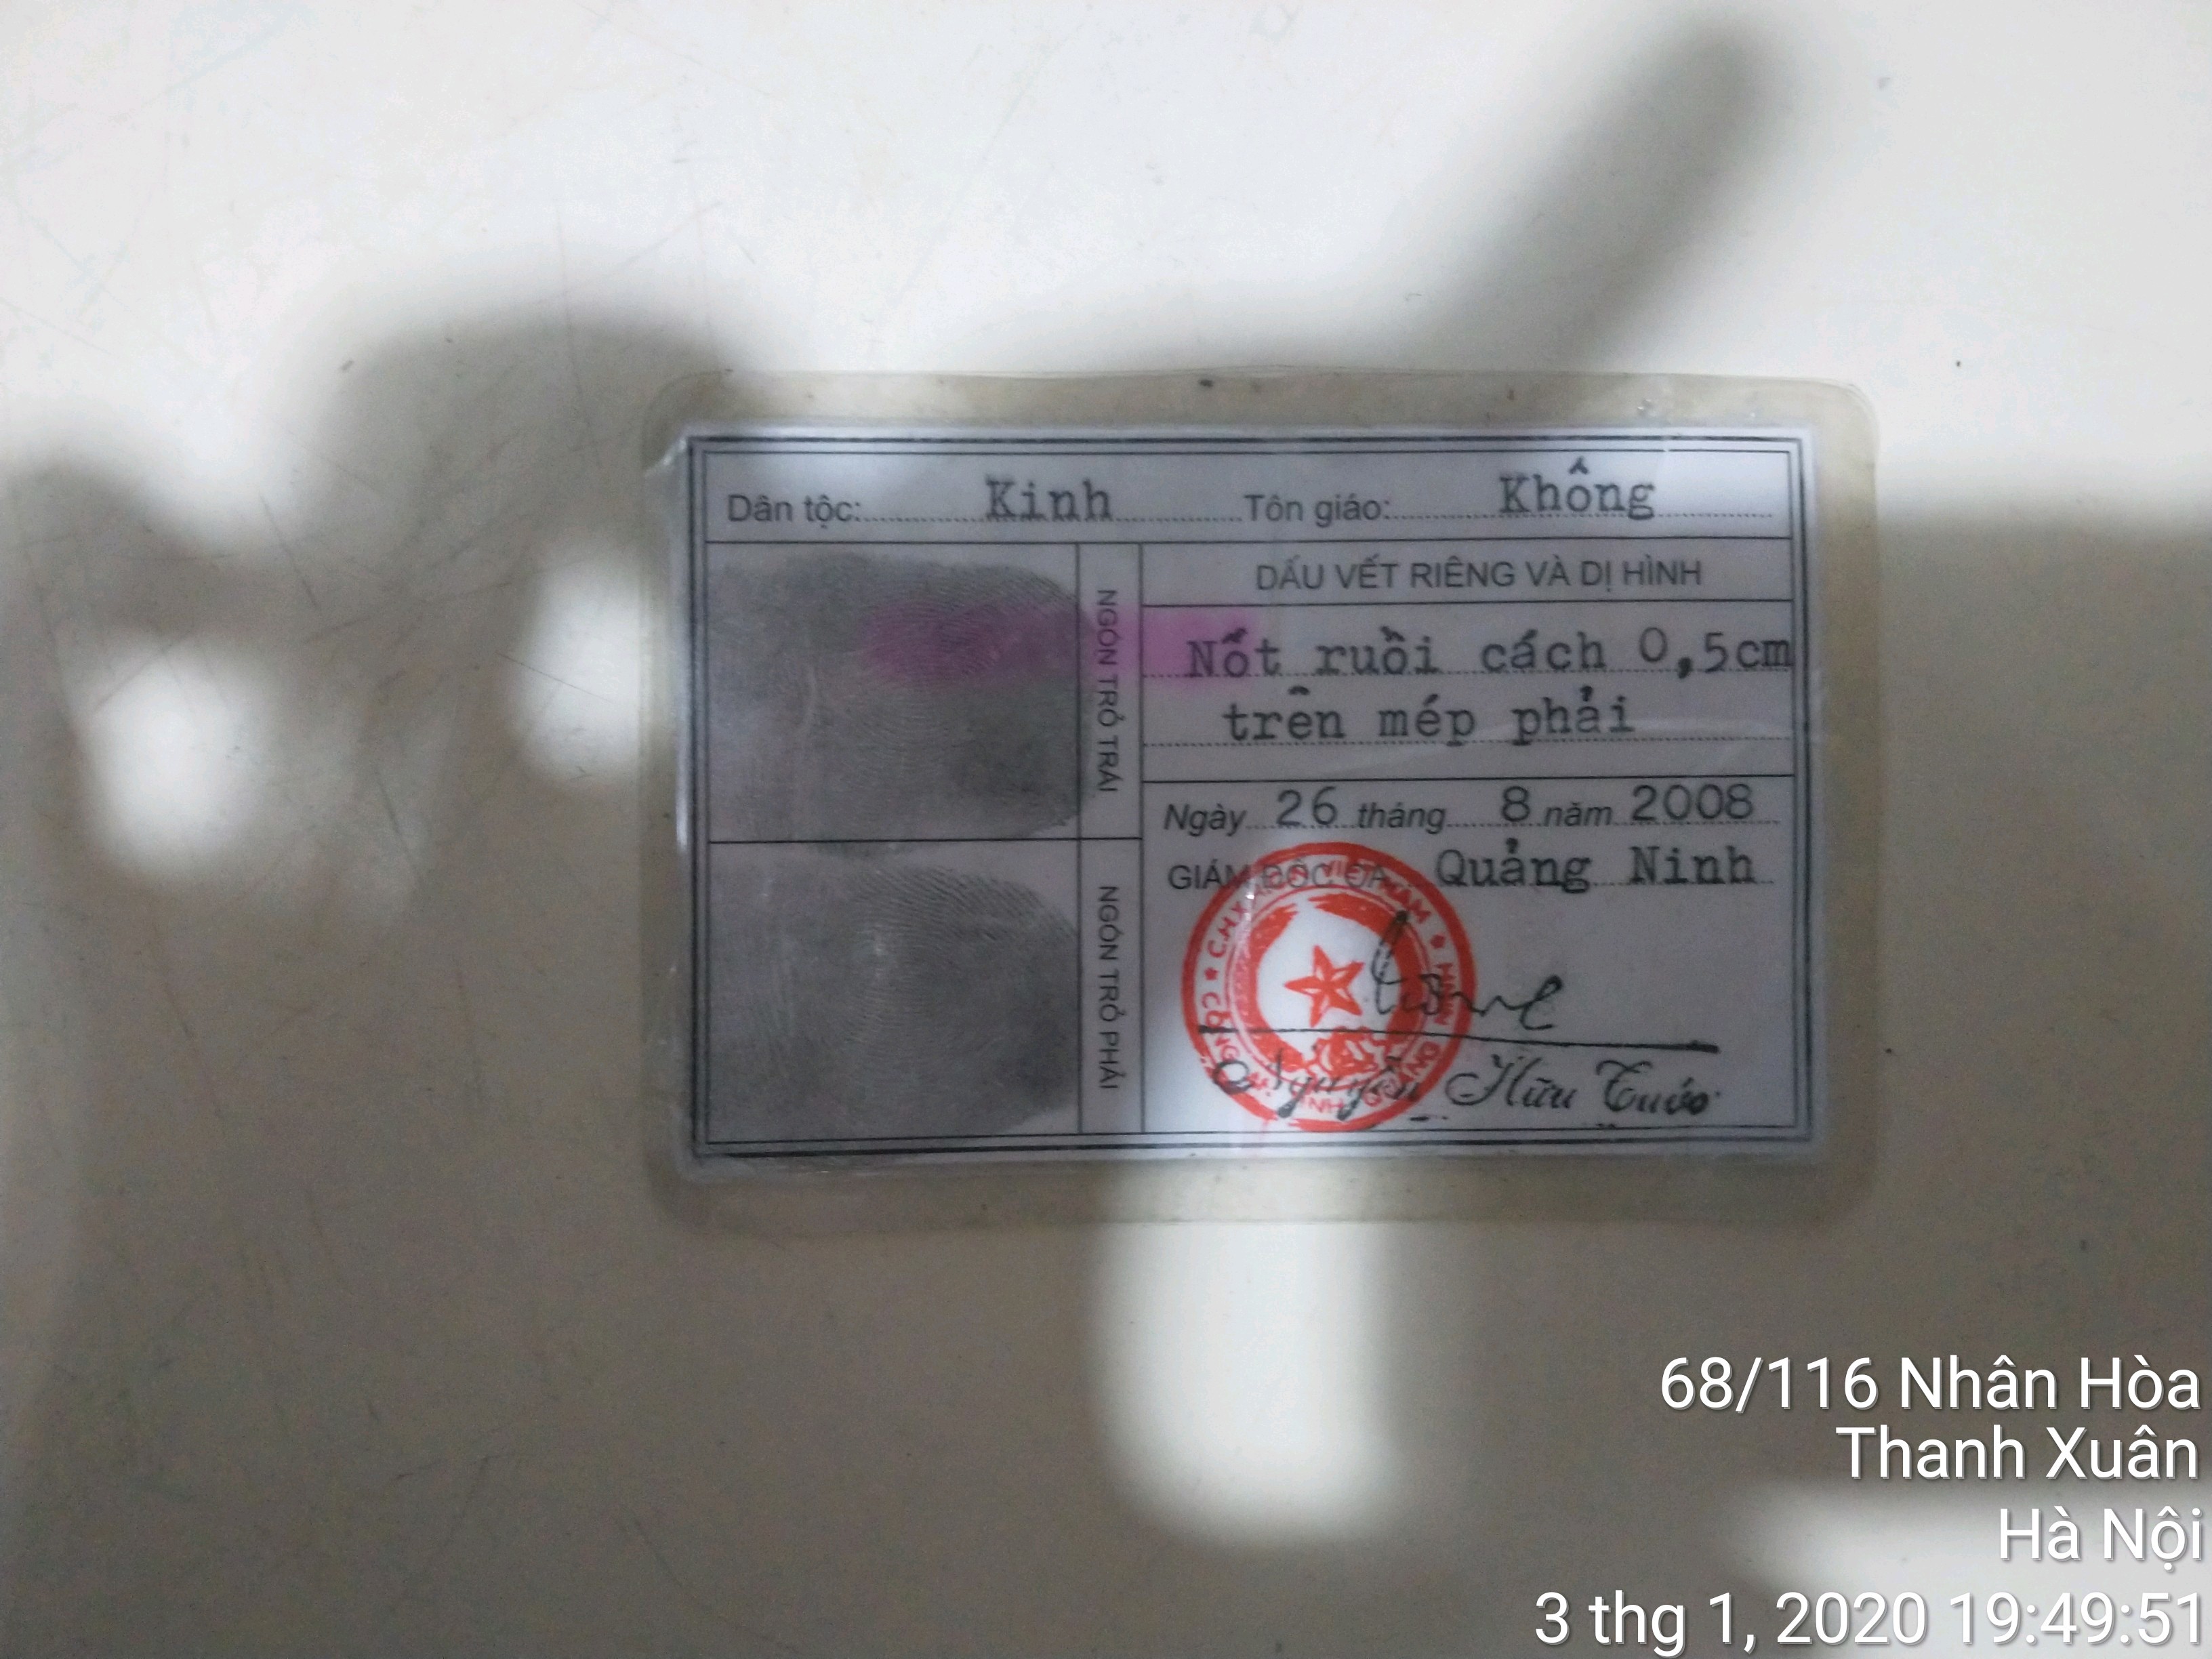 Dân tộc: Kinh Tôn giáo: Không
NGÓN TRỎ TRÁI
DẤU VẾT RIÊNG VÀ DỊ HÌNH
Nốt ruồi cách 0,5cm
trên mép phải
Ngày 26 tháng 8 năm 2008
GIÁM ĐỐC CA Quảng Ninh
NGÓN TRỎ PHẢI
Nguyễn Hữu Tước
68/116 Nhân Hòa
Thanh Xuân
Hà Nội
3 thg 1, 2020 19:49:51